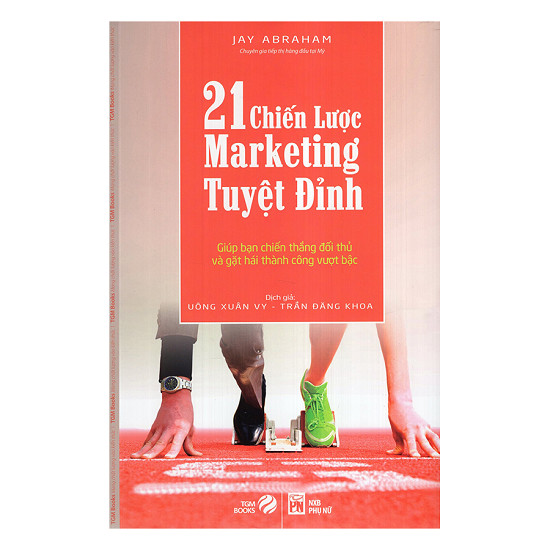 JAY ABRAHAM
Chuyên gia tiếp thị hàng đầu tại Mỹ
21 Chiến Lược
Marketing
Tuyệt Đỉnh
Giúp bạn chiến thắng đối thủ
và gặt hái thành công vượt bậc
Dịch giả:
UÔNG XUÂN VY - TRẦN ĐĂNG KHOA
TGM
BOOKS
PN
NXB
PHỤ NỮ